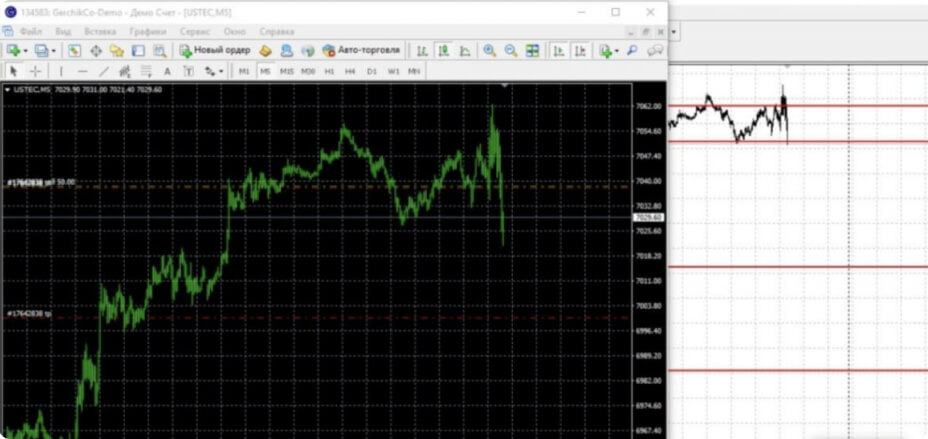 134583: GerchikCo-Demo - Демо Счет - [USTEC,M5]
Файл Вид Вставка Графики Сервис Окно Справка
Новый ордер Авто-торговля
A T M1 M5 M15 M30 H1 H4 D1 W1 MN
USTEC,M5 7029.90 7031.00 7021.40 7029.60
7062.00
7054.60
7047.40
7040.00
#17642838 sell 50.00
7032.80
7029.60
7025.60
7018.20
7011.00
7003.80
#17642838 tp
6996.40
6989.20
6982.00
6974.60
6967.40